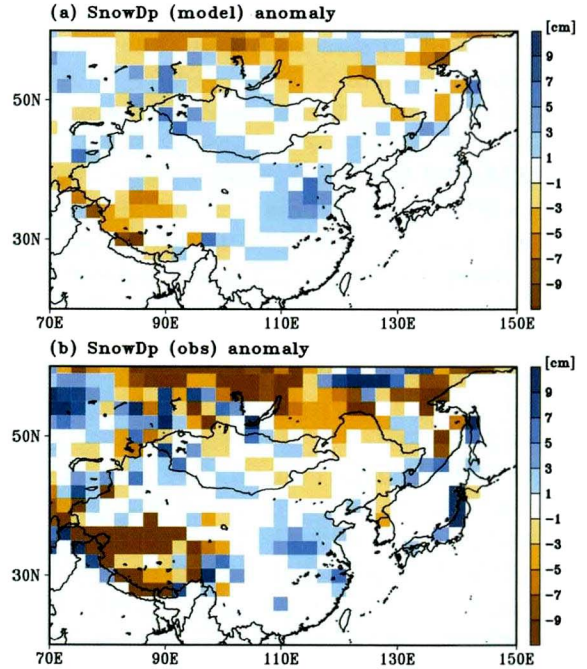 (a) SnowDp (model) anomaly
[cm]
50N
30N
9
7
5
3
1
-1
-3
-5
-7
-9
70E 90E 110E 130E 150E
(b) SnowDp (obs) anomaly
[cm]
50N
30N
9
7
5
3
1
-1
-3
-5
-7
-9
70E 90E 110E 130E 150E